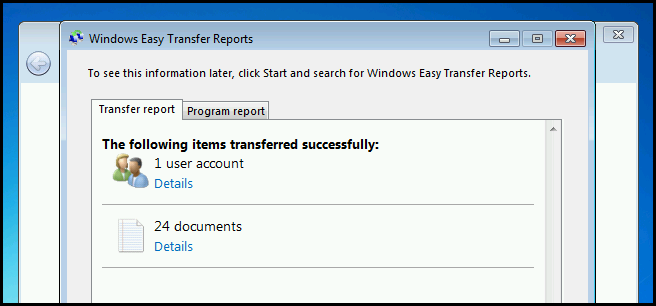 Windows Easy Transfer Reports
To see this information later, click Start and search for Windows Easy Transfer Reports.
Transfer report
Program report
The following items transferred successfully:
1 user account
Details
24 documents
Details